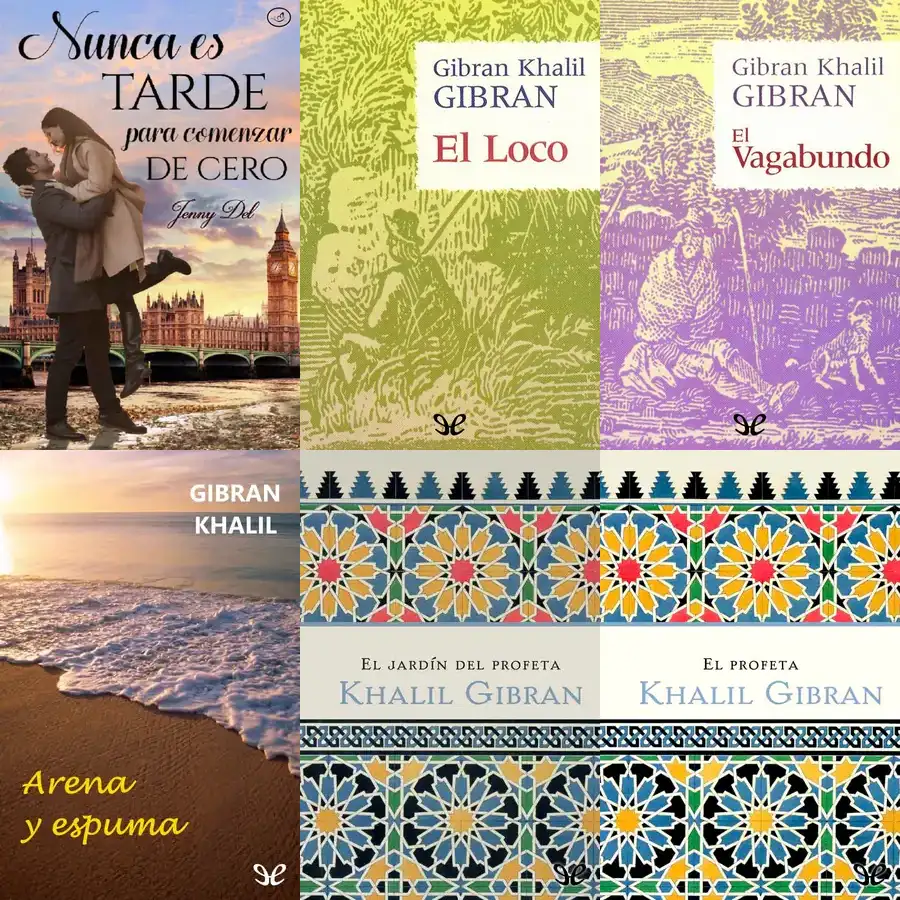 Nunca es
TARDE
para comenzar
DE CERO
Jenny Del
Gibran Khalil
GIBRAN
El Loco
Gibran Khalil
GIBRAN
El
Vagabundo
GIBRAN
KHALIL
Arena
y espuma
El jardín del profeta
Khalil Gibran
El profeta
Khalil Gibran